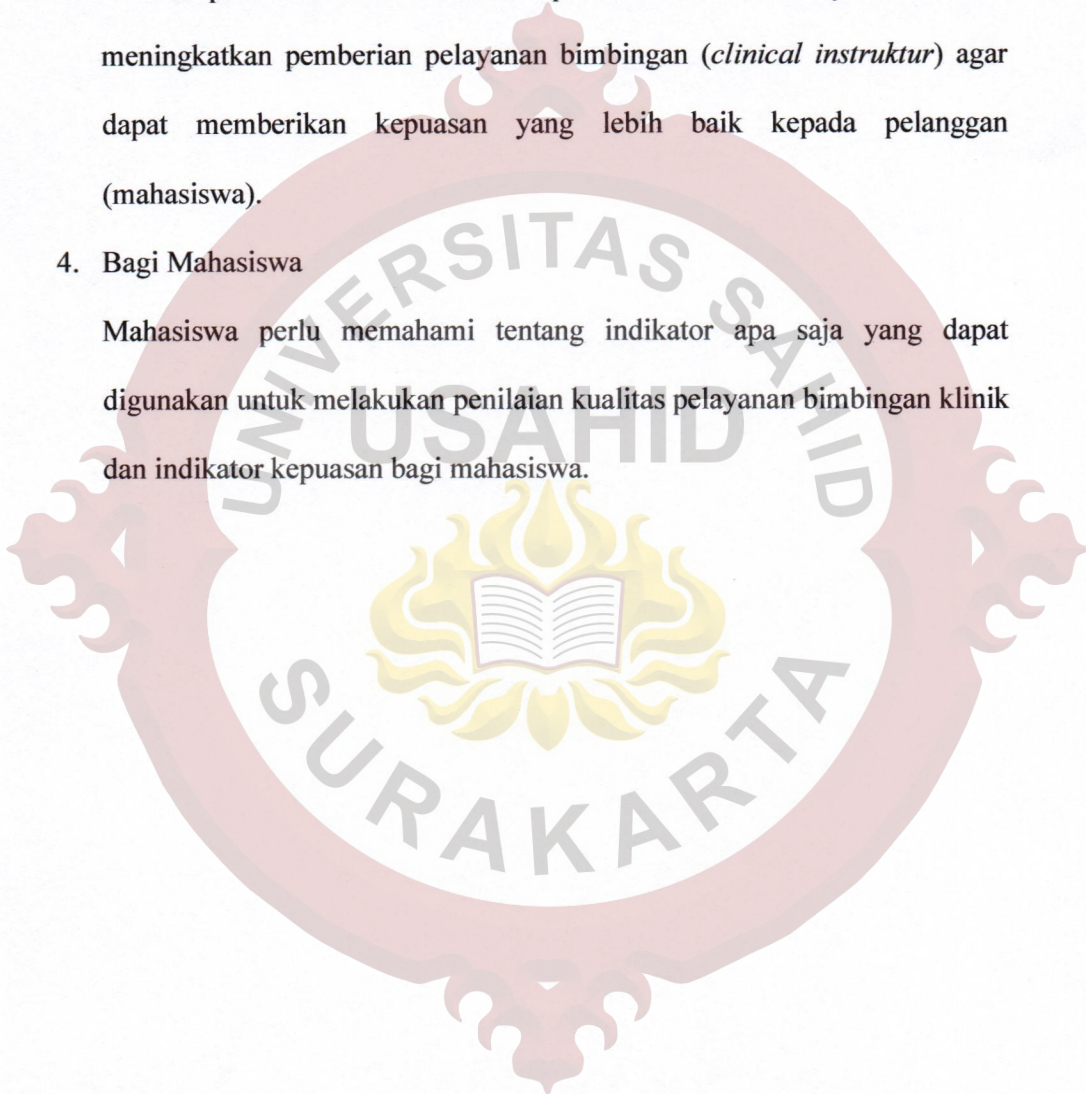 meningkatkan pemberian pelayanan bimbingan (clinical instruktur) agar
dapat memberikan kepuasan yang lebih baik kepada pelanggan
(mahasiswa).
4. Bagi Mahasiswa
Mahasiswa perlu memahami tentang indikator apa saja yang dapat
digunakan untuk melakukan penilaian kualitas pelayanan bimbingan klinik
dan indikator kepuasan bagi mahasiswa.
UNIVERSITAS SAHID
USAHID
SURAKARTA